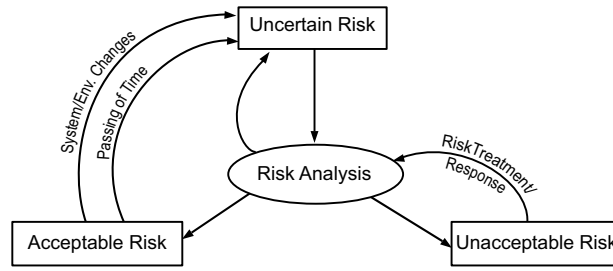 Uncertain Risk
System/Env. Changes
Passing of Time
Risk Analysis
RiskTreatment/
Response
Acceptable Risk
Unacceptable Risk